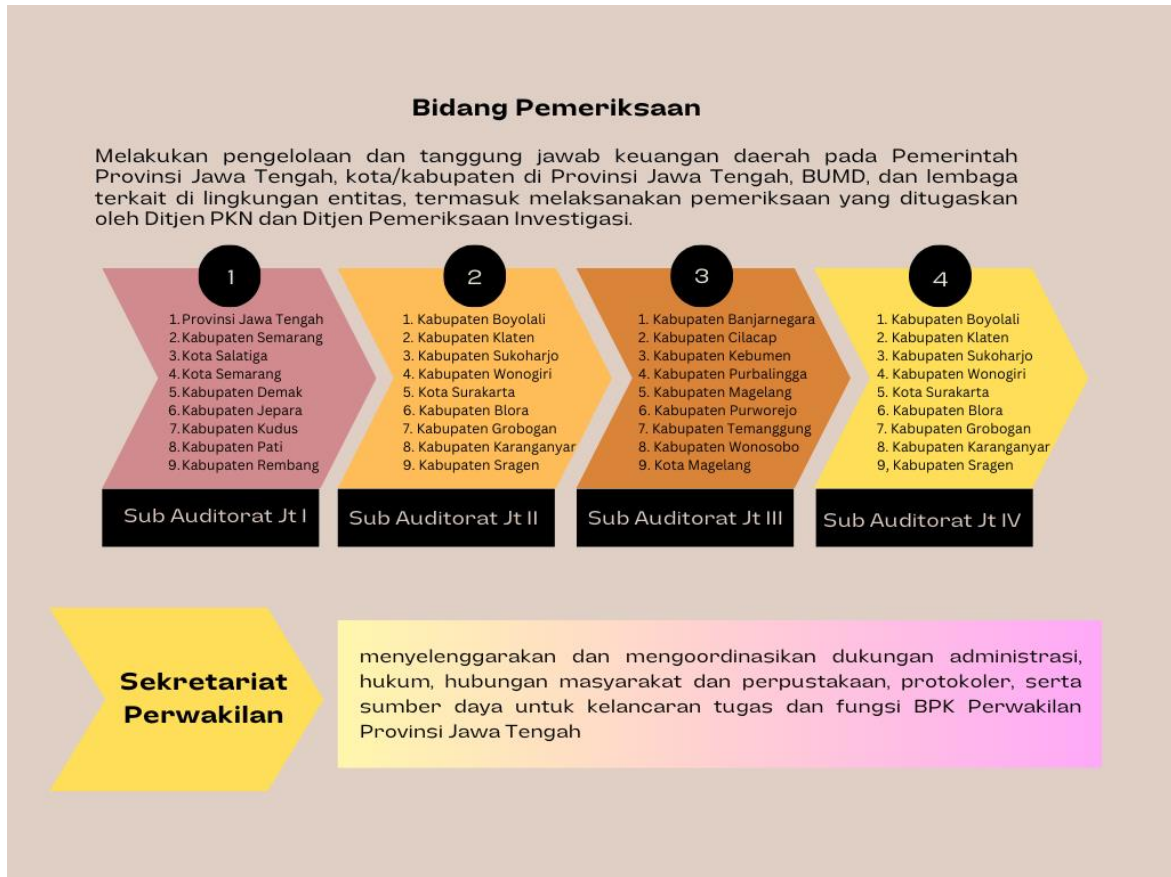 Bidang Pemeriksaan
Melakukan pengelolaan dan tanggung jawab keuangan daerah pada Pemerintah
Provinsi Jawa Tengah, kota/kabupaten di Provinsi Jawa Tengah, BUMD, dan lembaga
terkait di lingkungan entitas, termasuk melaksanakan pemeriksaan yang ditugaskan
oleh Ditjen PKN dan Ditjen Pemeriksaan Investigasi.
1
1. Provinsi Jawa Tengah
2. Kabupaten Semarang
3. Kota Salatiga
4. Kota Semarang
5. Kabupaten Demak
6. Kabupaten Jepara
7. Kabupaten Kudus
8. Kabupaten Pati
9. Kabupaten Rembang
Sub Auditorat Jt I
2
1. Kabupaten Boyolali
2. Kabupaten Klaten
3. Kabupaten Sukoharjo
4. Kabupaten Wonogiri
5. Kota Surakarta
6. Kabupaten Blora
7. Kabupaten Grobogan
8. Kabupaten Karanganyar
9. Kabupaten Sragen
Sub Auditorat Jt II
3
1. Kabupaten Banjarnegara
2. Kabupaten Cilacap
3. Kabupaten Kebumen
4. Kabupaten Purbalingga
5. Kabupaten Magelang
6. Kabupaten Purworejo
7. Kabupaten Temanggung
8. Kabupaten Wonosobo
9. Kota Magelang
Sub Auditorat Jt III
4
1. Kabupaten Boyolali
2. Kabupaten Klaten
3. Kabupaten Sukoharjo
4. Kabupaten Wonogiri
5. Kota Surakarta
6. Kabupaten Blora
7. Kabupaten Grobogan
8. Kabupaten Karanganyar
9, Kabupaten Sragen
Sub Auditorat Jt IV
Sekretariat
Perwakilan
menyelenggarakan dan mengoordinasikan dukungan administrasi,
hukum, hubungan masyarakat dan perpustakaan, protokoler, serta
sumber daya untuk kelancaran tugas dan fungsi BPK Perwakilan
Provinsi Jawa Tengah